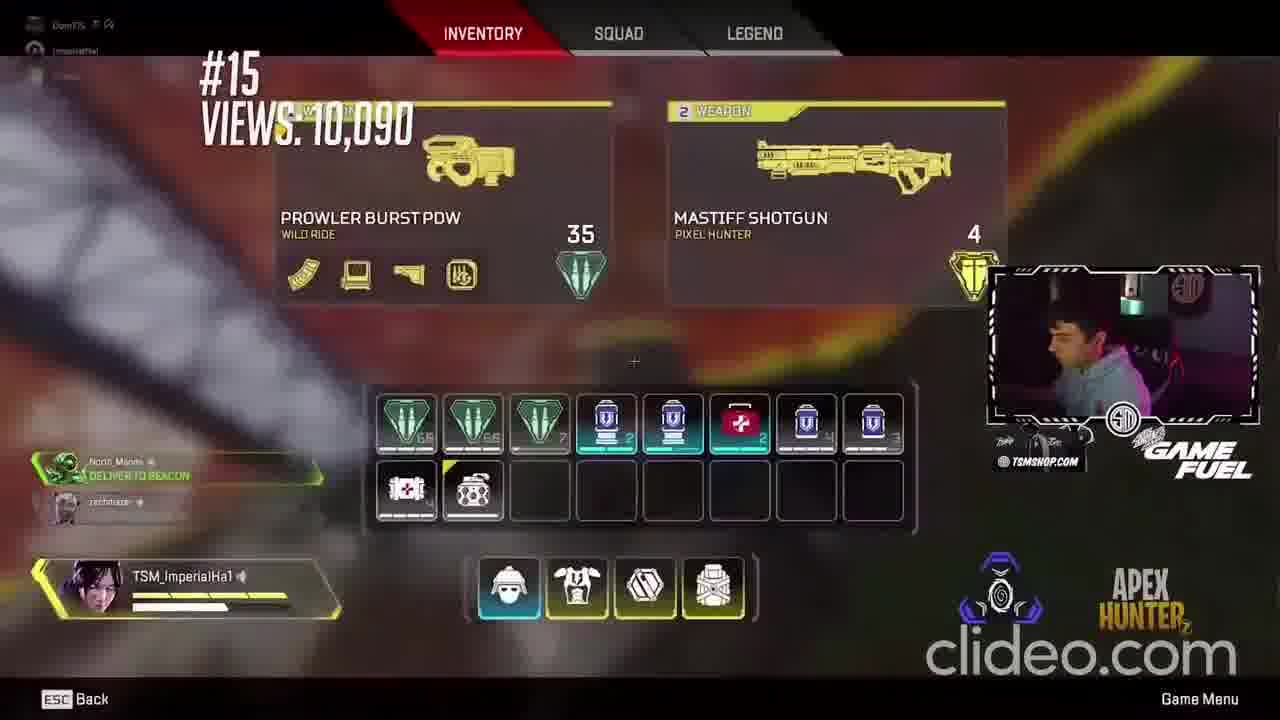 INVENTORY
SQUAD
LEGEND
#15
VIEWS: 10,090
2 WEAPON
PROWLER BURST PDW
WILD RIDE
35
MASTIFF SHOTGUN
PIXEL HUNTER
4
DELIVER TO BEACON
TSM_ImperialHal
TSMSHOP.COM
GAME
FUEL
APEX
HUNTERZ
clideo.com
ESC Back
Game Menu